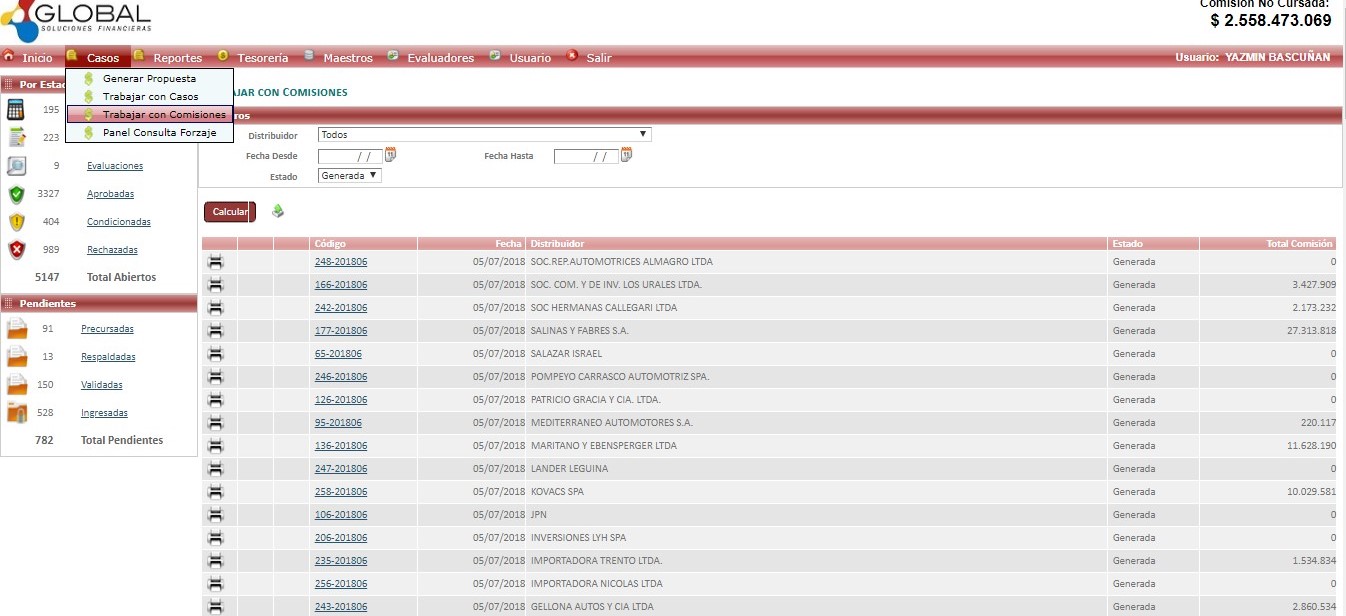 GLOBAL
SOLUCIONES FINANCIERAS
Comisión No Cursada:
$ 2.558.473.069
Inicio Casos Reportes Tesorería Maestros Evaluadores Usuario Salir Usuario: YAZMIN BASCUÑAN
Generar Propuesta
Trabajar con Casos
Trabajar con Comisiones
Panel Consulta Forzaje
Por Estad
195
223
9 Evaluaciones
3327 Aprobadas
404 Condicionadas
989 Rechazadas
5147 Total Abiertos
Pendientes
91 Precursadas
13 Respaldadas
150 Validadas
528 Ingresadas
782 Total Pendientes
JAR CON COMISIONES
ros
Distribuidor Todos
Fecha Desde / / Fecha Hasta / /
Estado Generada
Calcular
Código Fecha Distribuidor Estado Total Comisión
248-201806 05/07/2018 SOC.REP.AUTOMOTRICES ALMAGRO LTDA Generada 0
166-201806 05/07/2018 SOC. COM. Y DE INV. LOS URALES LTDA. Generada 3.427.909
242-201806 05/07/2018 SOC HERMANAS CALLEGARI LTDA Generada 2.173.232
177-201806 05/07/2018 SALINAS Y FABRES S.A. Generada 27.313.818
65-201806 05/07/2018 SALAZAR ISRAEL Generada 0
246-201806 05/07/2018 POMPEYO CARRASCO AUTOMOTRIZ SPA. Generada 0
126-201806 05/07/2018 PATRICIO GRACIA Y CIA. LTDA. Generada 0
95-201806 05/07/2018 MEDITERRANEO AUTOMOTORES S.A. Generada 220.117
136-201806 05/07/2018 MARITANO Y EBENSPERGER LTDA Generada 11.628.190
247-201806 05/07/2018 LANDER LEGUINA Generada 0
258-201806 05/07/2018 KOVACS SPA Generada 10.029.581
106-201806 05/07/2018 JPN Generada 0
206-201806 05/07/2018 INVERSIONES LYH SPA Generada 0
235-201806 05/07/2018 IMPORTADORA TRENTO LTDA. Generada 1.534.834
256-201806 05/07/2018 IMPORTADORA NICOLAS LTDA Generada 0
243-201806 05/07/2018 GELLONA AUTOS Y CIA LTDA Generada 2.860.534